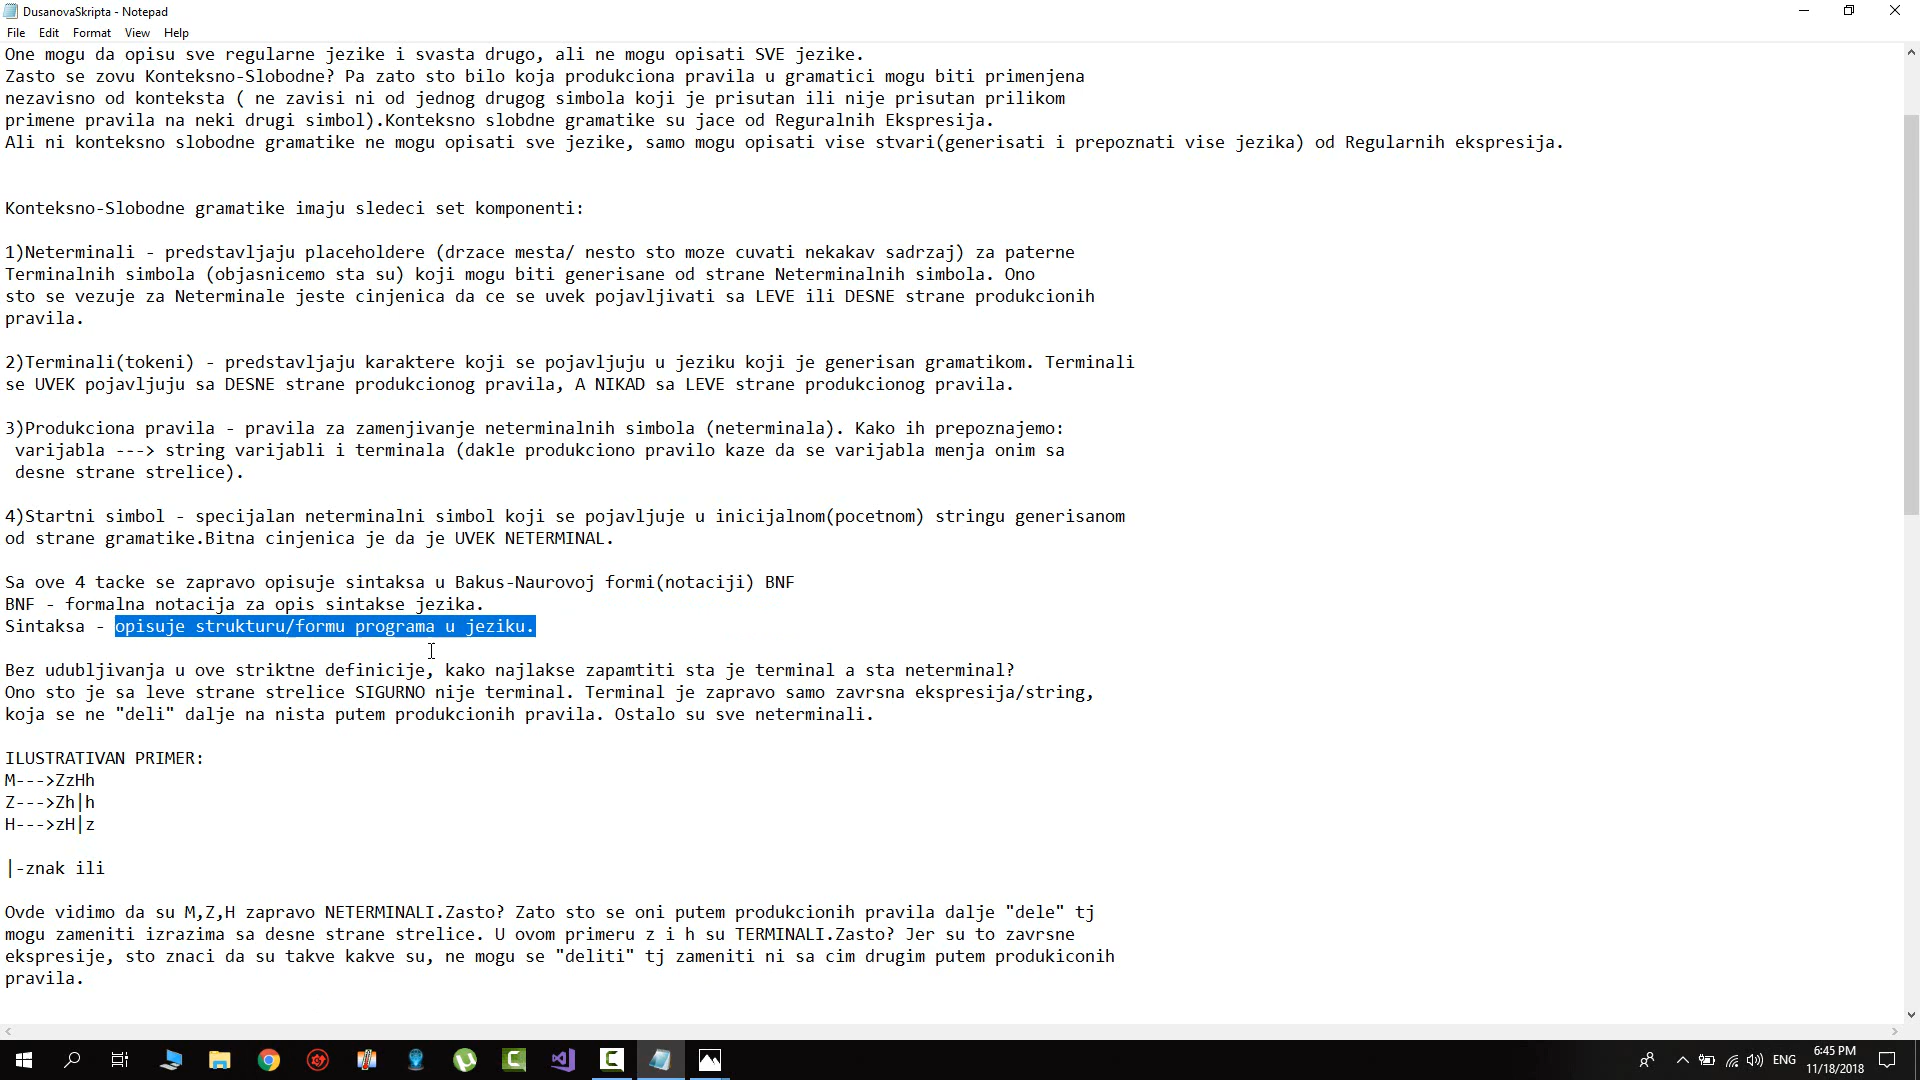 DusanovaSkripta - Notepad
File Edit Format View Help
One mogu da opisu sve regularne jezike i svasta drugo, ali ne mogu opisati SVE jezike.
Zasto se zovu Konteksno-Slobodne? Pa zato sto bilo koja produkciona pravila u gramatici mogu biti primenjena
nezavisno od konteksta ( ne zavisi ni od jednog drugog simbola koji je prisutan ili nije prisutan prilikom
primene pravila na neki drugi simbol).Konteksno slobdne gramatike su jace od Reguralnih Ekspresija.
Ali ni konteksno slobodne gramatike ne mogu opisati sve jezike, samo mogu opisati vise stvari(generisati i prepoznati vise jezika) od Regularnih ekspresija.
Konteksno-Slobodne gramatike imaju sledeci set komponenti:
1)Neterminali - predstavljaju placeholdere (drzace mesta/ nesto sto moze cuvati nekakav sadrzaj) za paterne
Terminalnih simbola (objasnicemo sta su) koji mogu biti generisane od strane Neterminalnih simbola. Ono
sto se vezuje za Neterminale jeste cinjenica da ce se uvek pojavljivati sa LEVE ili DESNE strane produkcionih
pravila.
2)Terminali(tokeni) - predstavljaju karaktere koji se pojavljuju u jeziku koji je generisan gramatikom. Terminali
se UVEK pojavljuju sa DESNE strane produkcionog pravila, A NIKAD sa LEVE strane produkcionog pravila.
3)Produkciona pravila - pravila za zamenjivanje neterminalnih simbola (neterminala). Kako ih prepoznajemo:
varijabla ---> string varijabli i terminala (dakle produkciono pravilo kaze da se varijabla menja onim sa
desne strane strelice).
4)Startni simbol - specijalan neterminalni simbol koji se pojavljuje u inicijalnom(pocetnom) stringu generisanom
od strane gramatike.Bitna cinjenica je da je UVEK NETERMINAL.
Sa ove 4 tacke se zapravo opisuje sintaksa u Bakus-Naurovoj formi(notaciji) BNF
BNF - formalna notacija za opis sintakse jezika.
Sintaksa - opisuje strukturu/formu programa u jeziku.
Bez udubljivanja u ove striktne definicije, kako najlakse zapamtiti sta je terminal a sta neterminal?
Ono sto je sa leve strane strelice SIGURNO nije terminal. Terminal je zapravo samo zavrsna ekspresija/string,
koja se ne "deli" dalje na nista putem produkcionih pravila. Ostalo su sve neterminali.
ILUSTRATIVAN PRIMER:
M--->ZzHh
Z--->Zh|h
H--->zH|z
|-znak ili
Ovde vidimo da su M,Z,H zapravo NETERMINALI.Zasto? Zato sto se oni putem produkcionih pravila dalje "dele" tj
mogu zameniti izrazima sa desne strane strelice. U ovom primeru z i h su TERMINALI.Zasto? Jer su to zavrsne
ekspresije, sto znaci da su takve kakve su, ne mogu se "deliti" tj zameniti ni sa cim drugim putem produkiconih
pravila.
ENG
6:45 PM
11/18/2018